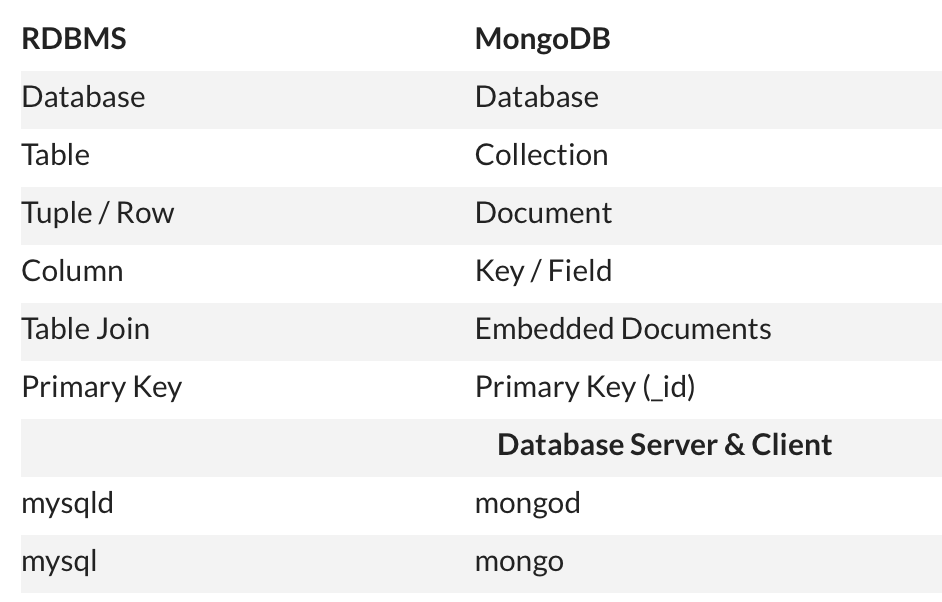 RDBMS MongoDB
Database Database
Table Collection
Tuple / Row Document
Column Key / Field
Table Join Embedded Documents
Primary Key Primary Key (_id)
Database Server & Client
mysqld mongod
mysql mongo